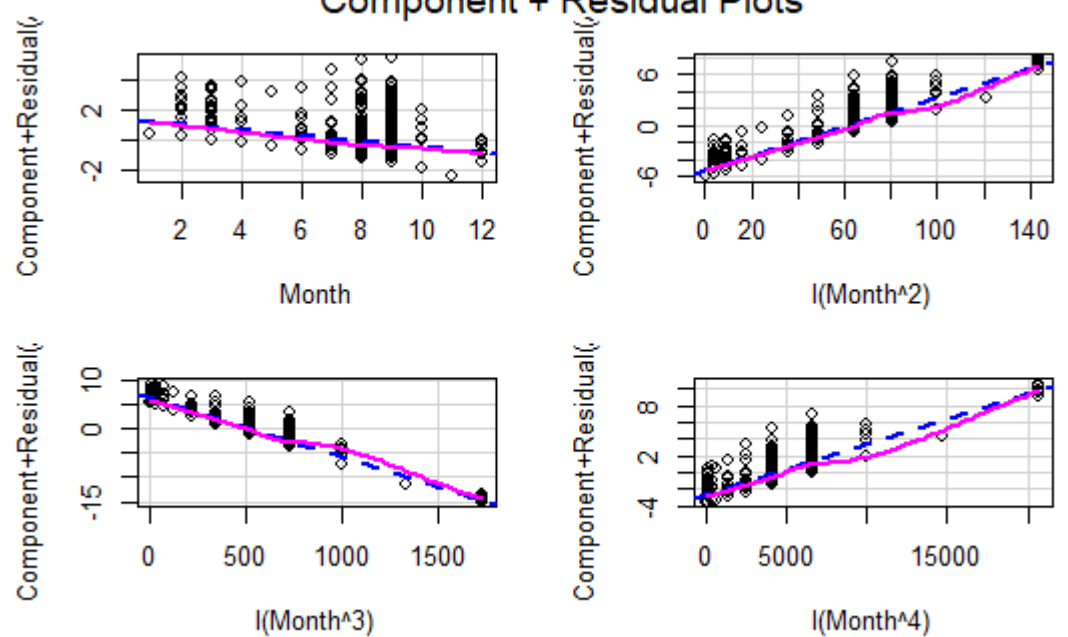 Component + Residual Plots
Component+Residual(
2
-2
2 4 6 8 10 12
Month
Component+Residual(
6
0
-6
0 20 60 100 140
I(Month^2)
Component+Residual(
10
0
-15
0 500 1000 1500
I(Month^3)
Component+Residual(
8
2
-4
0 5000 15000
I(Month^4)